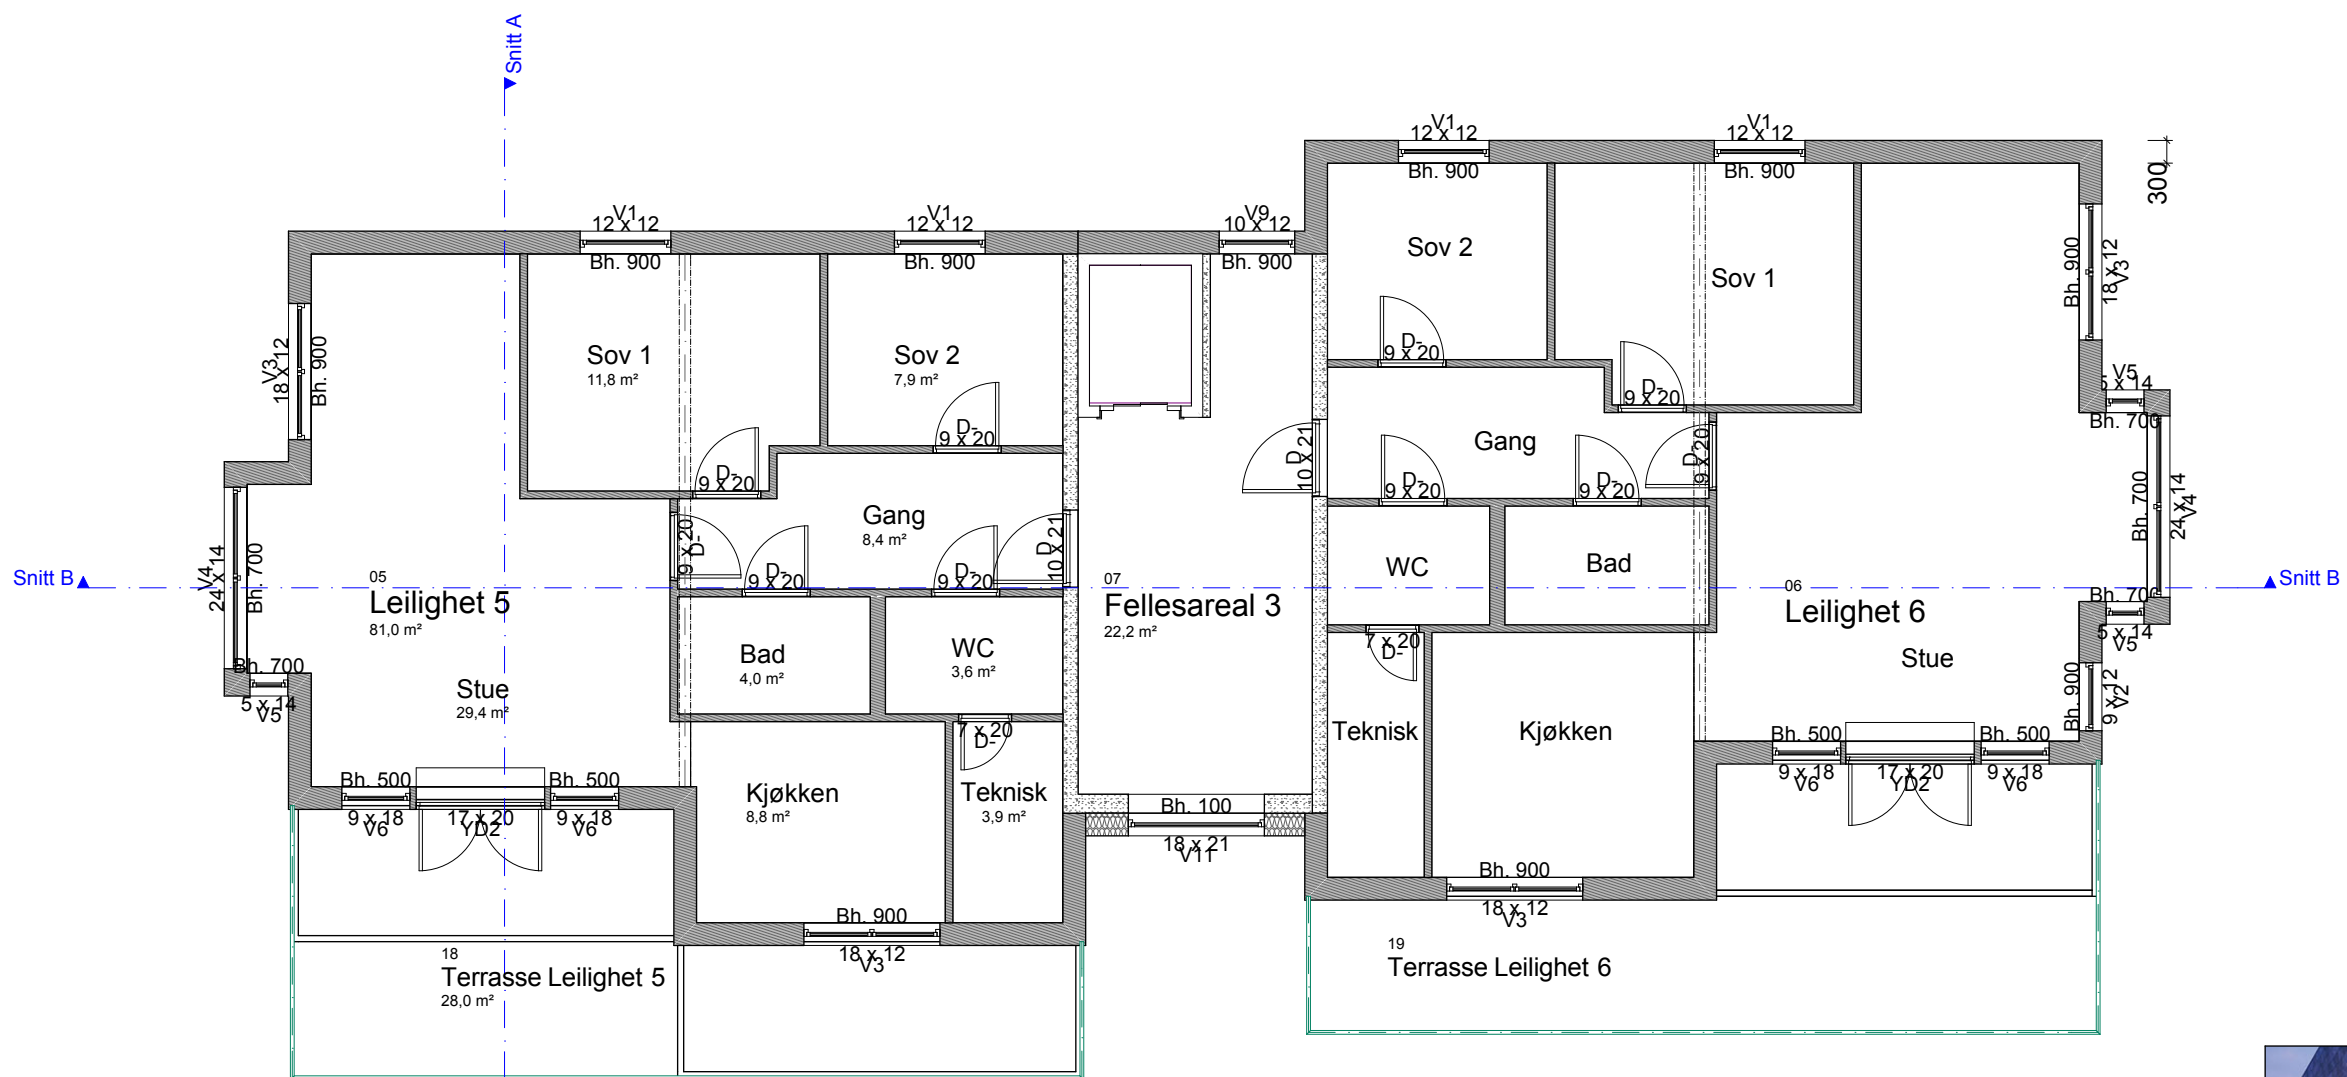 Snitt A
V1
12 x 12
Bh. 900
V1
12 x 12
Bh. 900
300
V1
12 x 12
Bh. 900
V1
12 x 12
Bh. 900
V9
10 x 12
Bh. 900
Sov 2
Sov 1
Bh. 900
18 x 12
V3
V3
18 x 12
Bh. 900
Sov 1
11,8 m²
Sov 2
7,9 m²
D-
9 x 20
D-
9 x 20
V5
5 x 14
Bh. 700
D-
9 x 20
D-
9 x 20
D
10 x 21
Gang
D-
9 x 20
D-
9 x 20
D-
9 x 20
Bh. 700
24 x 14
V4
Gang
8,4 m²
9 x 20
D-
D-
9 x 20
D-
9 x 20
D
10 x 21
WC
Bad
Snitt B
V4
24 x 14
Bh. 700
05
Leilighet 5
81,0 m²
07
Fellesareal 3
22,2 m²
06
Leilighet 6
Snitt B
Bh. 700
5 x 14
V5
Bad
4,0 m²
WC
3,6 m²
7 x 20
D-
Stue
Bh. 900
9 x 12
V2
Bh. 700
5 x 14
V5
Stue
29,4 m²
7 x 20
D-
Teknisk
Kjøkken
Bh. 500
9 x 18
V6
17 x 20
YD2
Bh. 500
9 x 18
V6
Bh. 500
9 x 18
V6
17 x 20
YD2
Bh. 500
9 x 18
V6
Kjøkken
8,8 m²
Teknisk
3,9 m²
Bh. 100
18 x 21
V11
Bh. 900
18 x 12
V3
Bh. 900
18 x 12
V3
18
Terrasse Leilighet 5
28,0 m²
19
Terrasse Leilighet 6